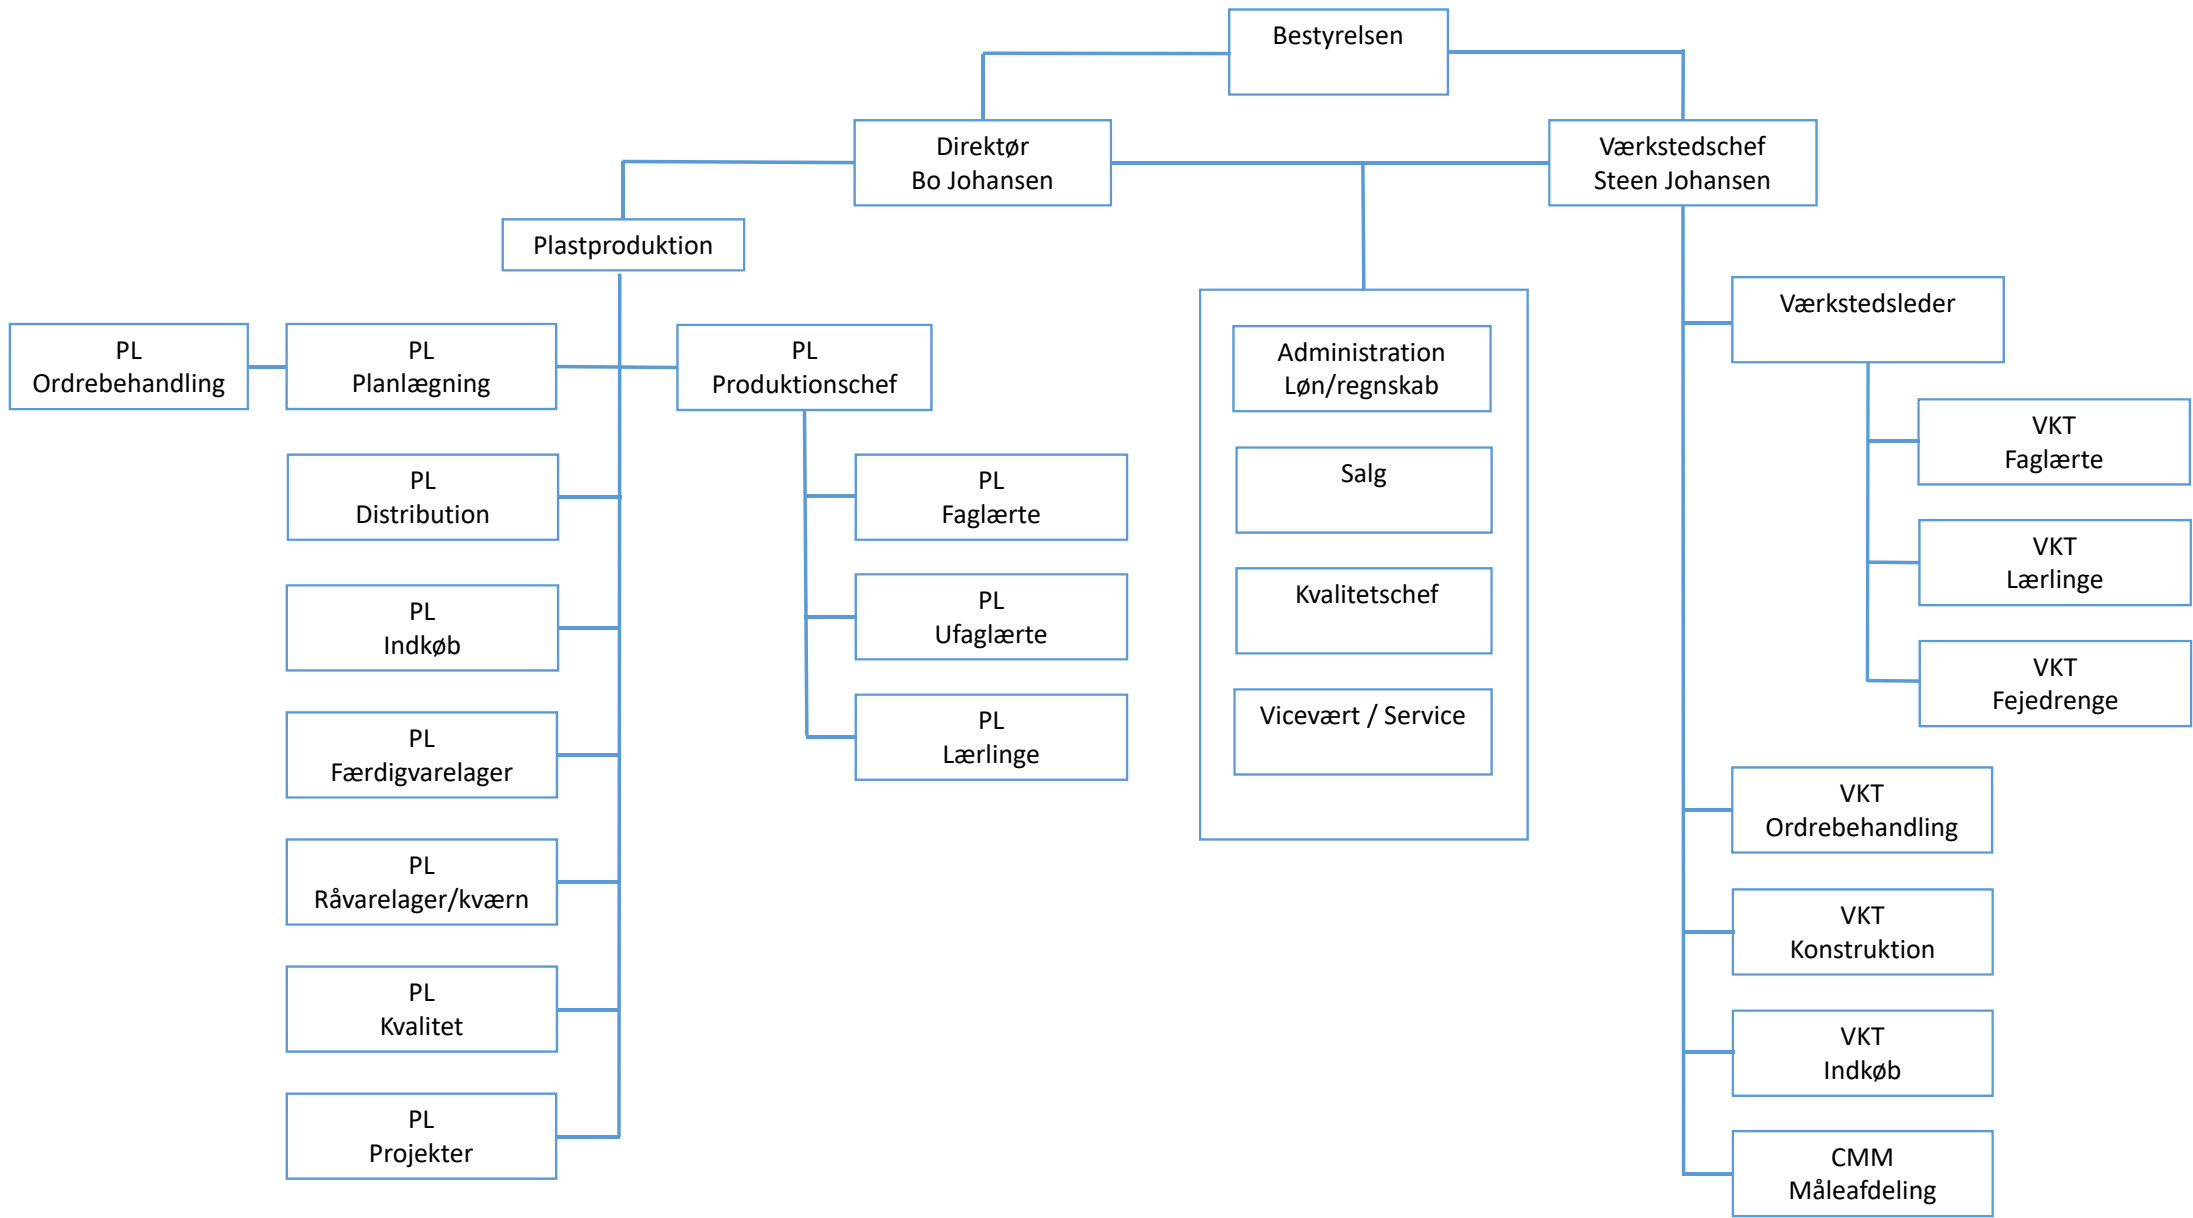 Bestyrelsen
Direktør
Bo Johansen
Værkstedschef
Steen Johansen
Plastproduktion
PL
Ordrebehandling
PL
Planlægning
PL
Produktionschef
PL
Distribution
PL
Indkøb
PL
Færdigvarelager
PL
Råvarelager/kværn
PL
Kvalitet
PL
Projekter
PL
Faglærte
PL
Ufaglærte
PL
Lærlinge
Administration
Løn/regnskab
Salg
Kvalitetschef
Vicevært / Service
Værkstedsleder
VKT
Faglærte
VKT
Lærlinge
VKT
Fejedrenge
VKT
Ordrebehandling
VKT
Konstruktion
VKT
Indkøb
CMM
Måleafdeling